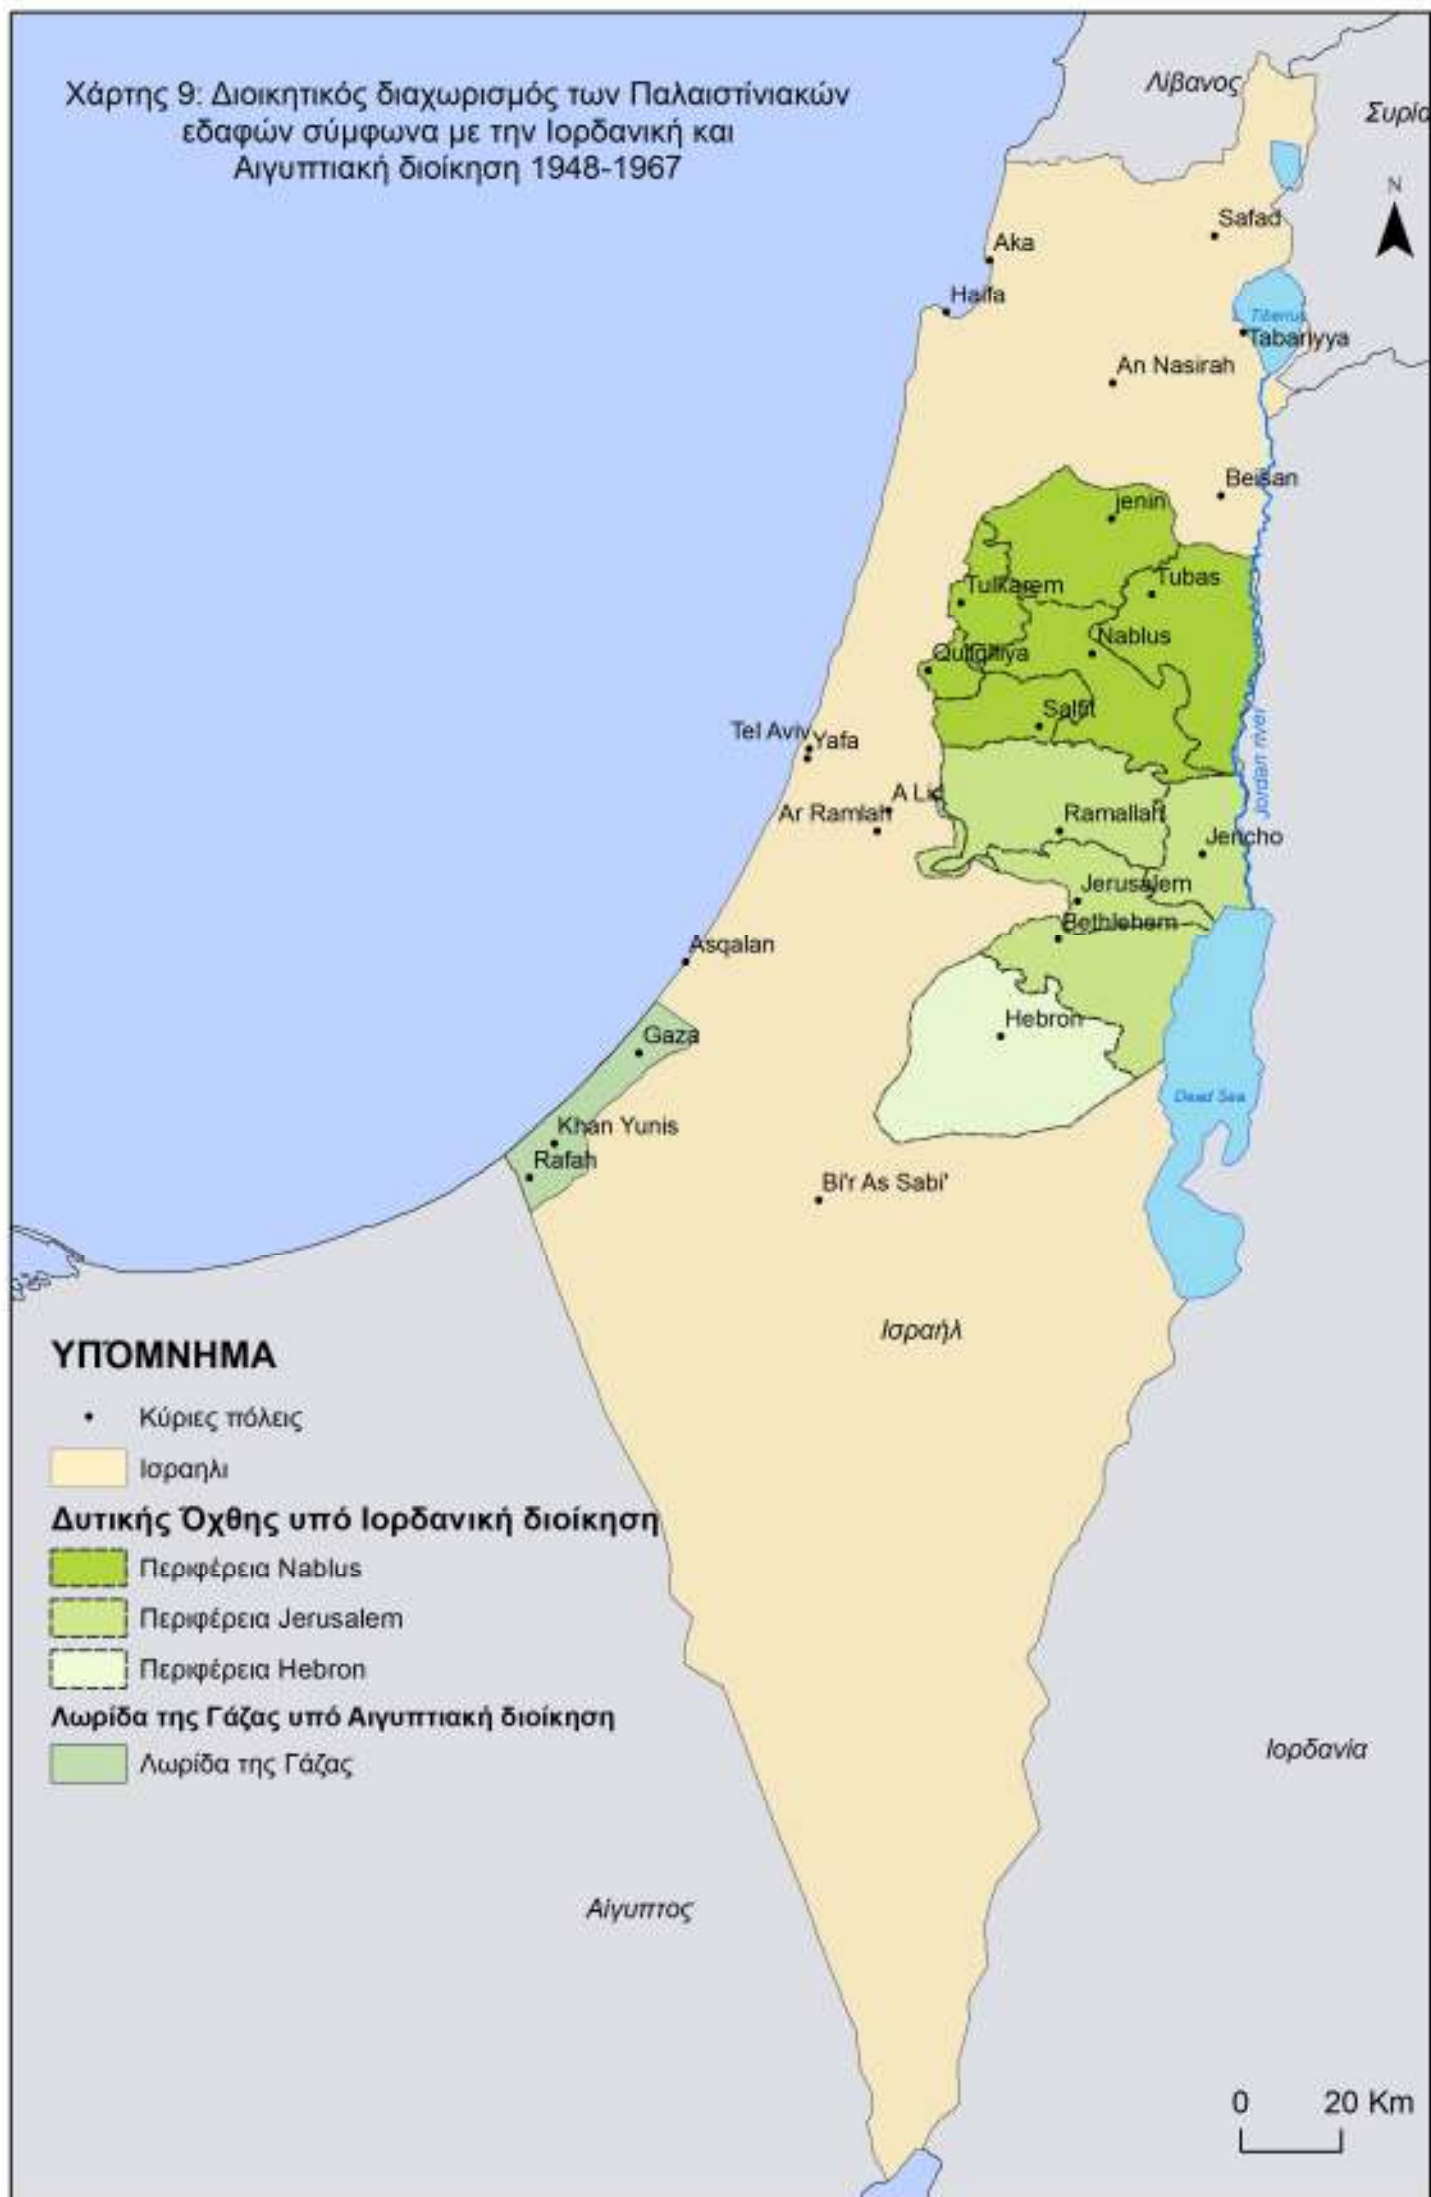 Χάρτης 9: Διοικητικός διαχωρισμός των Παλαιστίνιακών
εδαφών σύμφωνα με την Ιορδανική και
Αιγυπτιακή διοίκηση 1948-1967
Λίβανος
Συρία
N
Safad
Aka
Haifa
Tiberius
Tabariyya
An Nasirah
Beisan
jenin
Tubas
Tulkarem
Nablus
Qulqiliya
Salfit
Tel Aviv
Yafa
Jordan river
A Lid
Ar Ramlah
Ramallah
Jericho
Jerusalem
Bethlehem
Asqalan
Hebron
Gaza
Dead Sea
Khan Yunis
Rafah
Bi'r As Sabi'
Ισραήλ
ΥΠΌΜΝΗΜΑ
Κύριες πόλεις
Ισραηλι
Δυτικής Όχθης υπό Ιορδανική διοίκηση
Περιφέρεια Nablus
Περιφέρεια Jerusalem
Περιφέρεια Hebron
Λωρίδα της Γάζας υπό Αιγυπτιακή διοίκηση
Λωρίδα της Γάζας
Ιορδανία
Αίγυπτος
0 20 Km